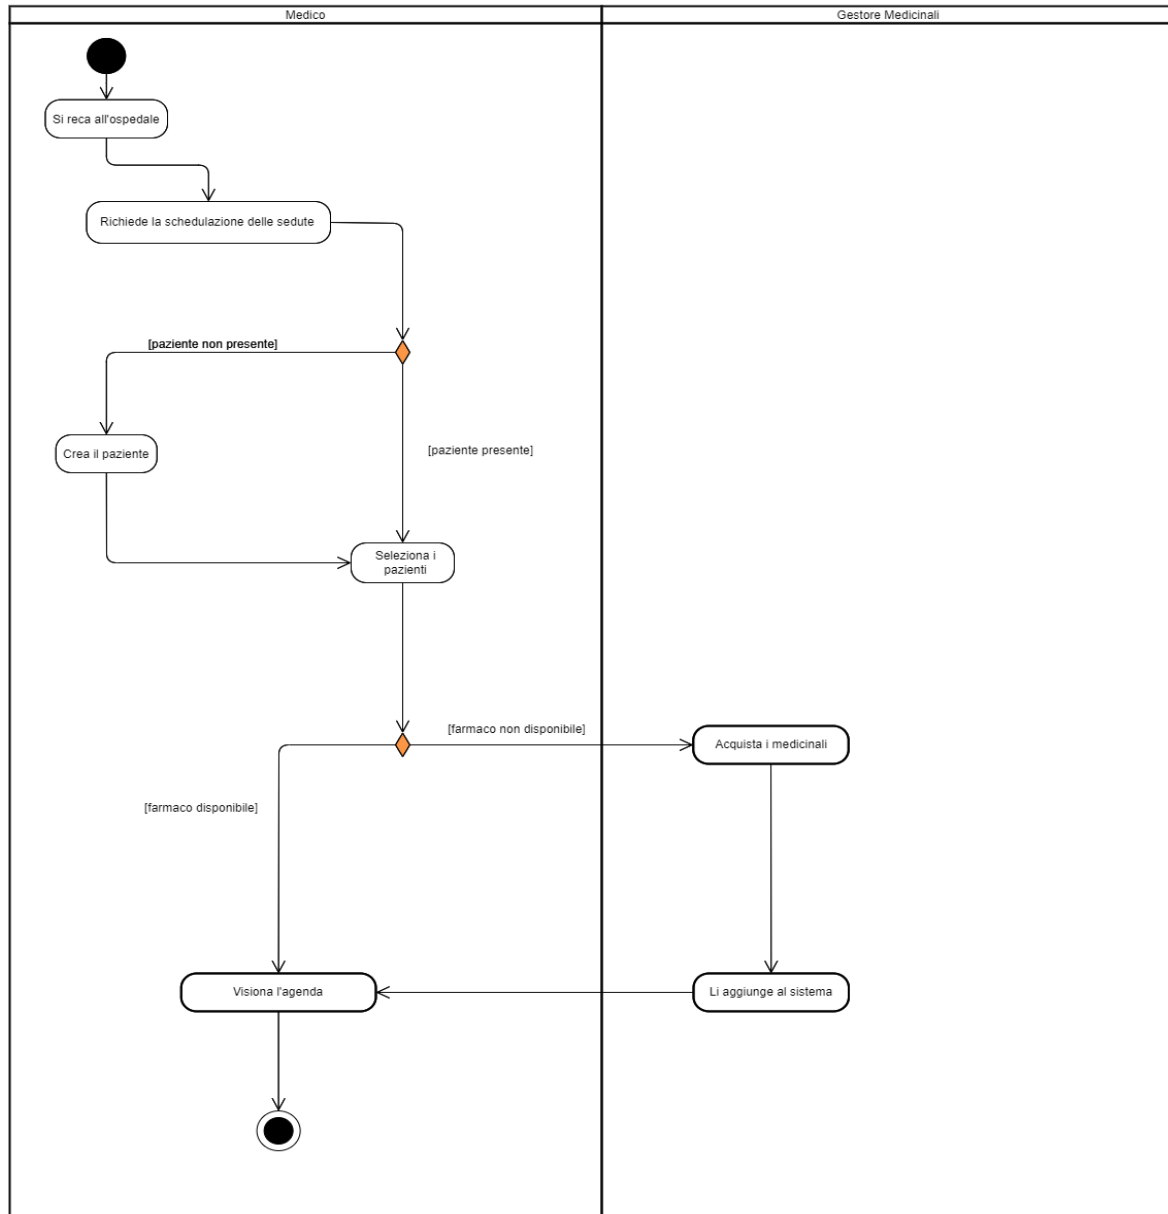 Medico
Gestore Medicinali
Si reca all'ospedale
Richiede la schedulazione delle sedute
[paziente non presente]
Crea il paziente
[paziente presente]
Seleziona i
pazienti
[farmaco non disponibile]
Acquista i medicinali
[farmaco disponibile]
Visiona l'agenda
Li aggiunge al sistema